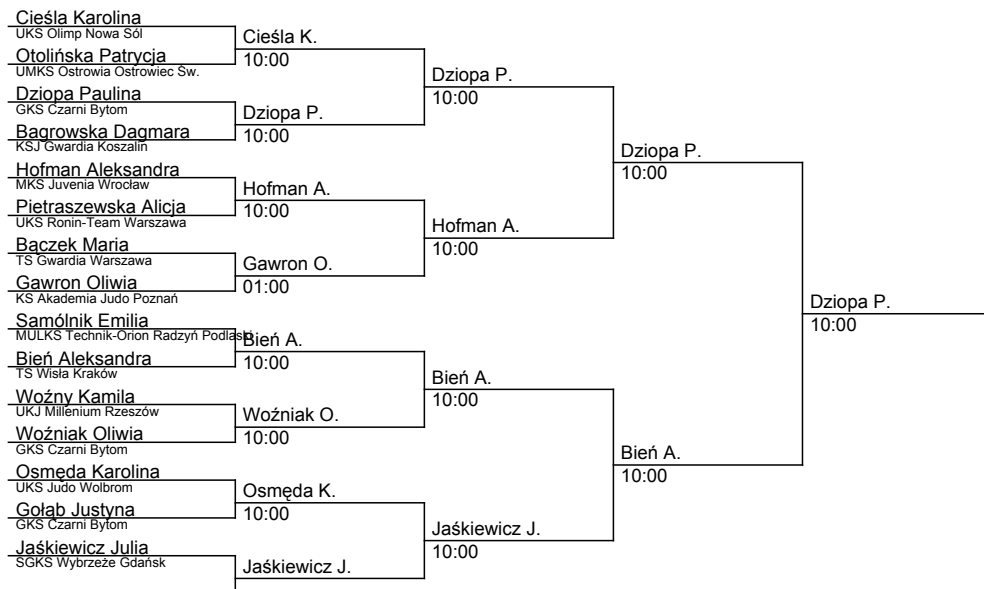 Cieśla Karolina
UKS Olimp Nowa Sól
Cieśla K.
10:00
Otolińska Patrycja
UMKS Ostrowia Ostrowiec Św.
Dziopa P.
10:00
Dziopa Paulina
GKS Czarni Bytom
Dziopa P.
10:00
Bagrowska Dagmara
KSJ Gwardia Koszalin
Dziopa P.
10:00
Hofman Aleksandra
MKS Juvenia Wrocław
Hofman A.
10:00
Pietraszewska Alicja
UKS Ronin-Team Warszawa
Hofman A.
10:00
Bączek Maria
TS Gwardia Warszawa
Gawron O.
01:00
Gawron Oliwia
KS Akademia Judo Poznań
Dziopa P.
10:00
Samólnik Emilia
MULKS Technik-Orion Radzyń Podlaski
Bień A.
10:00
Bień Aleksandra
TS Wisła Kraków
Bień A.
10:00
Woźny Kamila
UKJ Millenium Rzeszów
Woźniak O.
10:00
Woźniak Oliwia
GKS Czarni Bytom
Bień A.
10:00
Osmęda Karolina
UKS Judo Wolbrom
Osmęda K.
10:00
Gołąb Justyna
GKS Czarni Bytom
Jaśkiewicz J.
10:00
Jaśkiewicz Julia
SGKS Wybrzeże Gdańsk
Jaśkiewicz J.